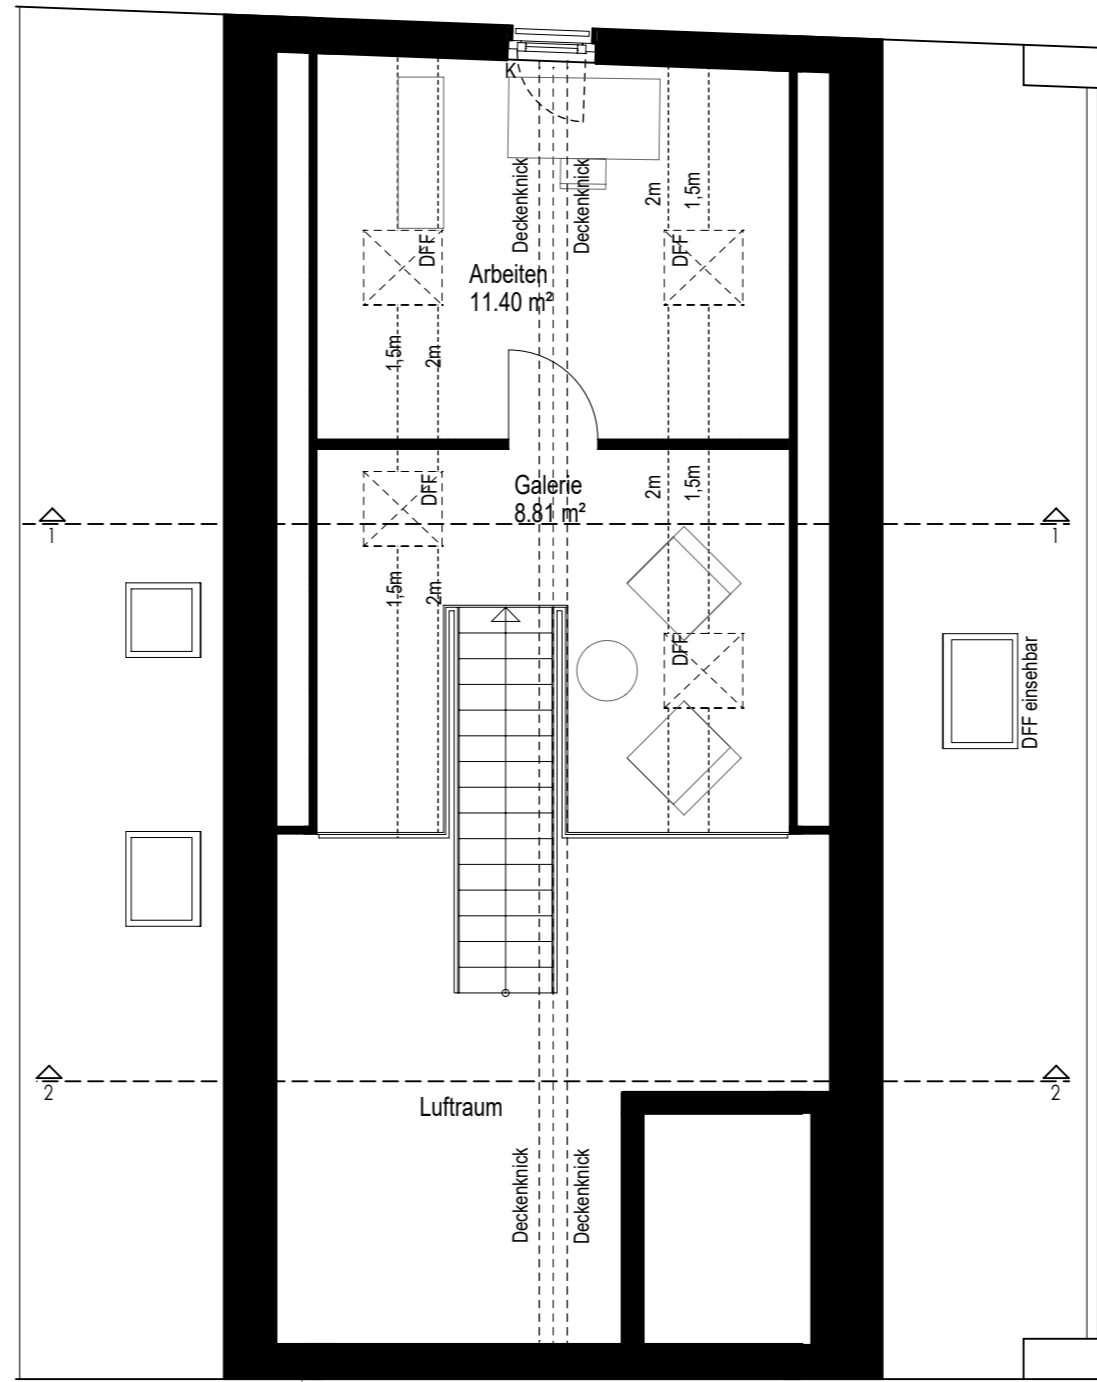 K
Deckenknick
Deckenknick
2m
1,5m
DFF
DFF
Arbeiten
11.40 m²
1,5m
2m
DFF
Galerie
8.81 m²
2m
1,5m
1
1
1,5m
2m
DFF
DFF einsehbar
2
2
Luftraum
Deckenknick
Deckenknick